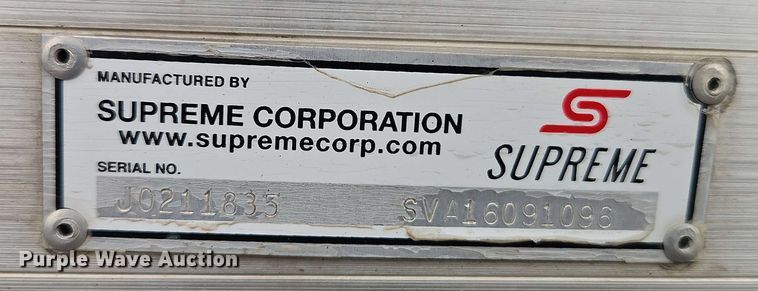 MANUFACTURED BY
SUPREME CORPORATION
www.supremecorp.com
SUPREME
SERIAL NO.
J0211835 SVA16091096
Purple Wave Auction